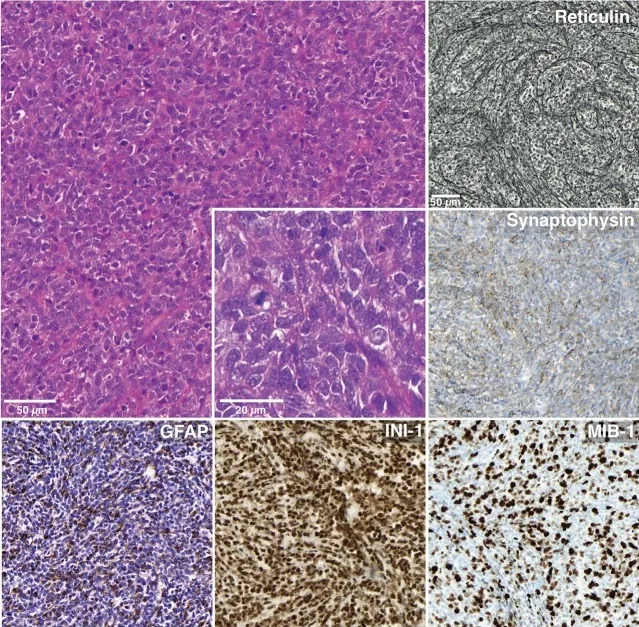 Reticulin
50 µm
Synaptophysin
50 µm
20 µm
GFAP
INI-1
MIB-1